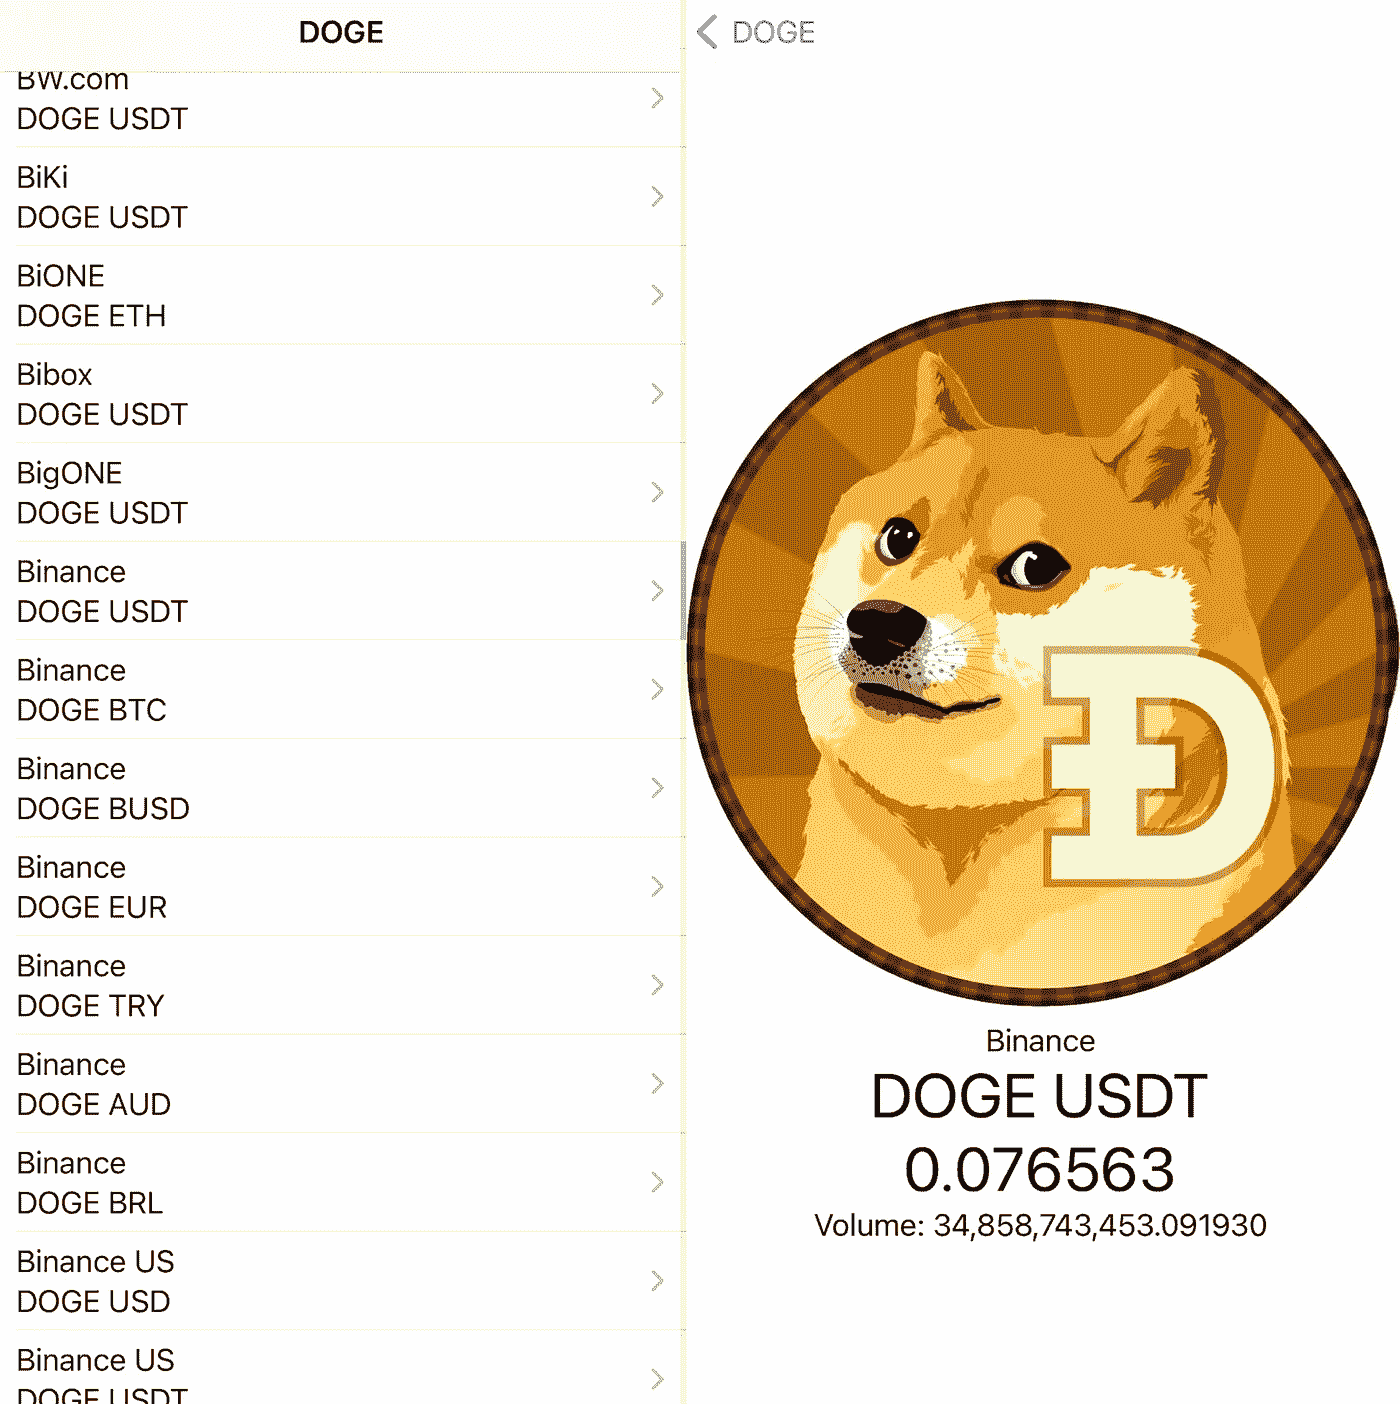 DOGE
BW.com
DOGE USDT
BiKi
DOGE USDT
BiONE
DOGE ETH
Bibox
DOGE USDT
BigONE
DOGE USDT
Binance
DOGE USDT
Binance
DOGE BTC
Binance
DOGE BUSD
Binance
DOGE EUR
Binance
DOGE TRY
Binance
DOGE AUD
Binance
DOGE BRL
Binance US
DOGE USD
Binance US
DOGE USDT
DOGE
Ð
Binance
DOGE USDT
0.076563
Volume: 34,858,743,453.091930